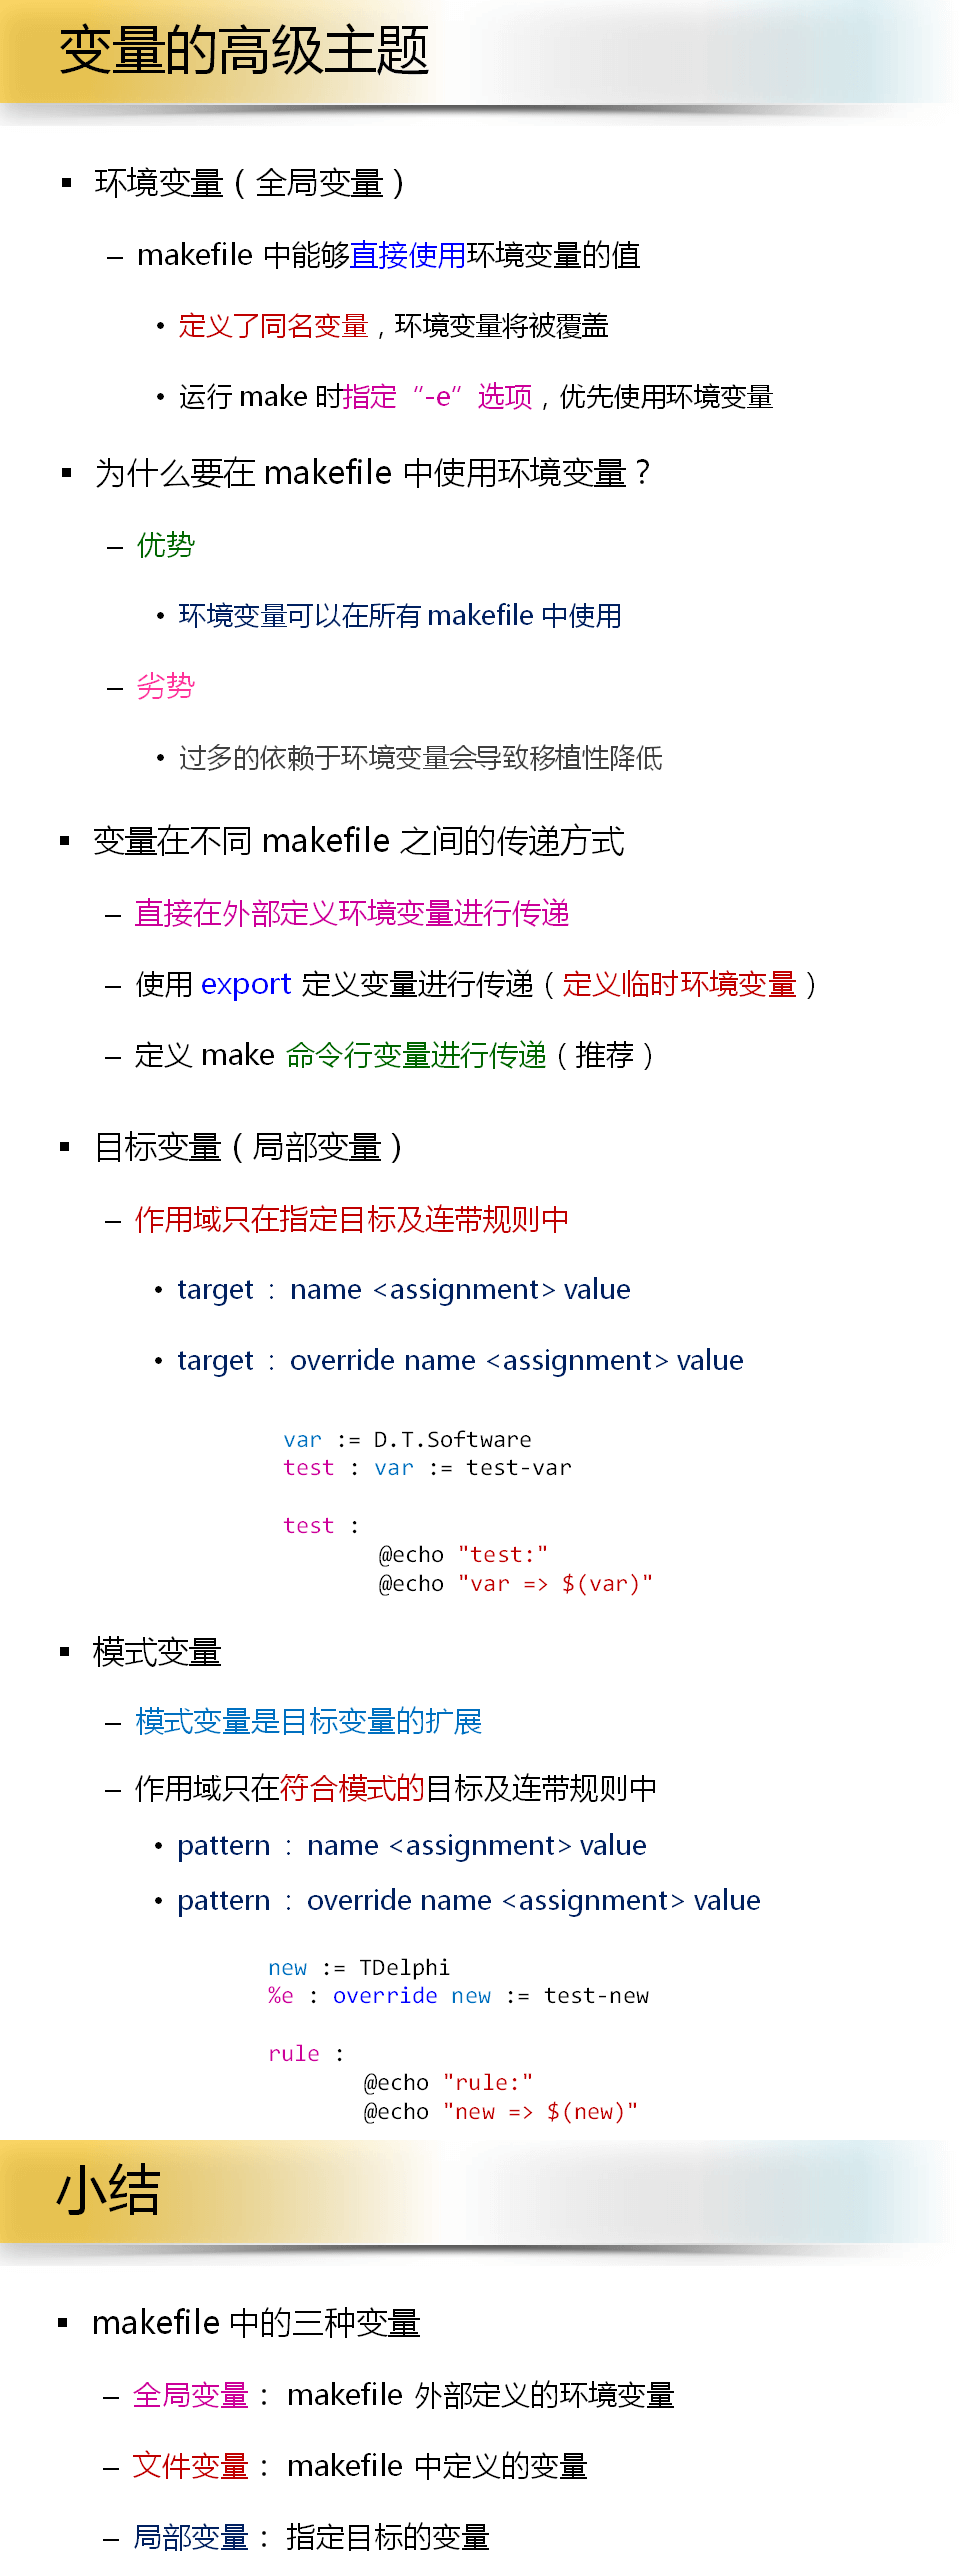 变量的高级主题
▪ 环境变量（全局变量）
– makefile 中能够直接使用环境变量的值
• 定义了同名变量，环境变量将被覆盖
• 运行 make 时指定“-e”选项，优先使用环境变量
▪ 为什么要在 makefile 中使用环境变量？
– 优势
• 环境变量可以在所有 makefile 中使用
– 劣势
• 过多的依赖于环境变量会导致移植性降低
▪ 变量在不同 makefile 之间的传递方式
– 直接在外部定义环境变量进行传递
– 使用 export 定义变量进行传递（定义临时环境变量）
– 定义 make 命令行变量进行传递（推荐）
▪ 目标变量（局部变量）
– 作用域只在指定目标及连带规则中
• target : name <assignment> value
• target : override name <assignment> value
var := D.T.Software
test : var := test-var
test :
@echo "test:"
@echo "var => $(var)"
▪ 模式变量
– 模式变量是目标变量的扩展
– 作用域只在符合模式的目标及连带规则中
• pattern : name <assignment> value
• pattern : override name <assignment> value
new := TDelphi
%e : override new := test-new
rule :
@echo "rule:"
@echo "new => $(new)"
小结
▪ makefile 中的三种变量
– 全局变量： makefile 外部定义的环境变量
– 文件变量： makefile 中定义的变量
– 局部变量： 指定目标的变量